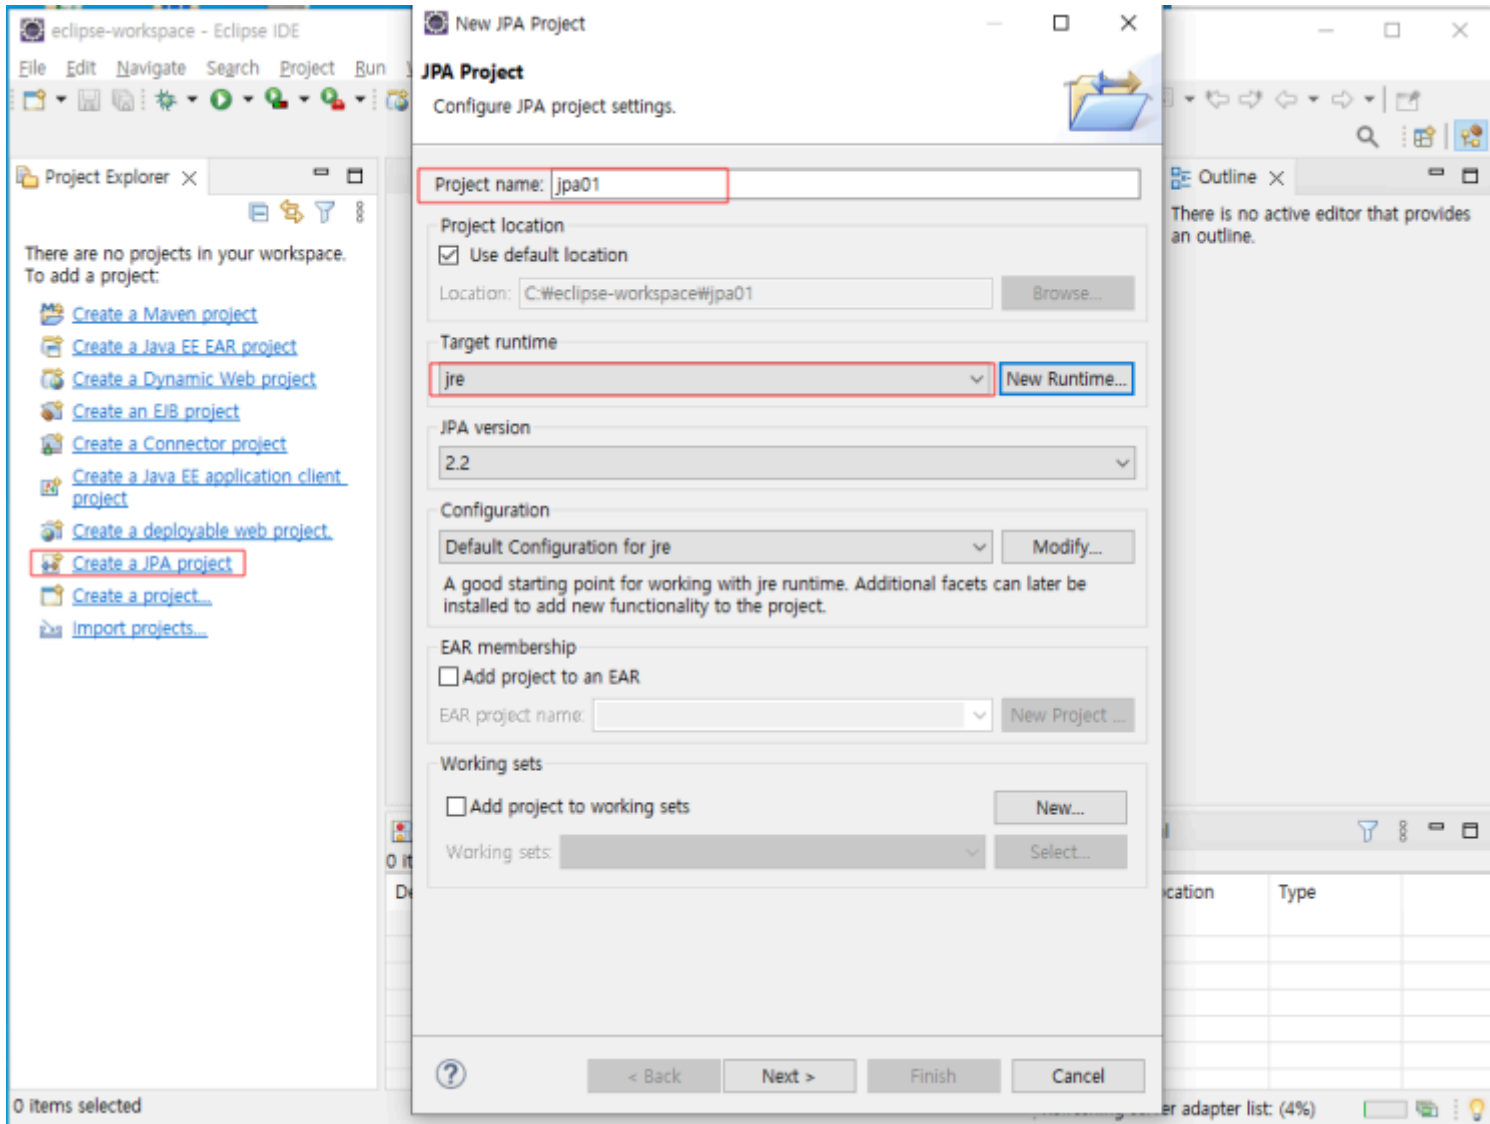 eclipse-workspace - Eclipse IDE
New JPA Project
File Edit Navigate Search Project Run
JPA Project
Configure JPA project settings.
Project Explorer
There are no projects in your workspace.
To add a project:
Create a Maven project
Create a Java EE EAR project
Create a Dynamic Web project
Create an EJB project
Create a Connector project
Create a Java EE application client
project
Create a deployable web project.
Create a JPA project
Create a project...
Import projects...
Project name: jpa01
Project location
Use default location
Location: C:₩eclipse-workspace₩jpa01 Browse...
Target runtime
jre New Runtime...
JPA version
2.2
Configuration
Default Configuration for jre Modify...
A good starting point for working with jre runtime. Additional facets can later be
installed to add new functionality to the project.
EAR membership
Add project to an EAR
EAR project name: New Project ...
Working sets
Add project to working sets New...
Working sets: Select...
< Back Next > Finish Cancel
Outline
There is no active editor that provides
an outline.
0 it
De
cation Type
0 items selected
er adapter list: (4%)